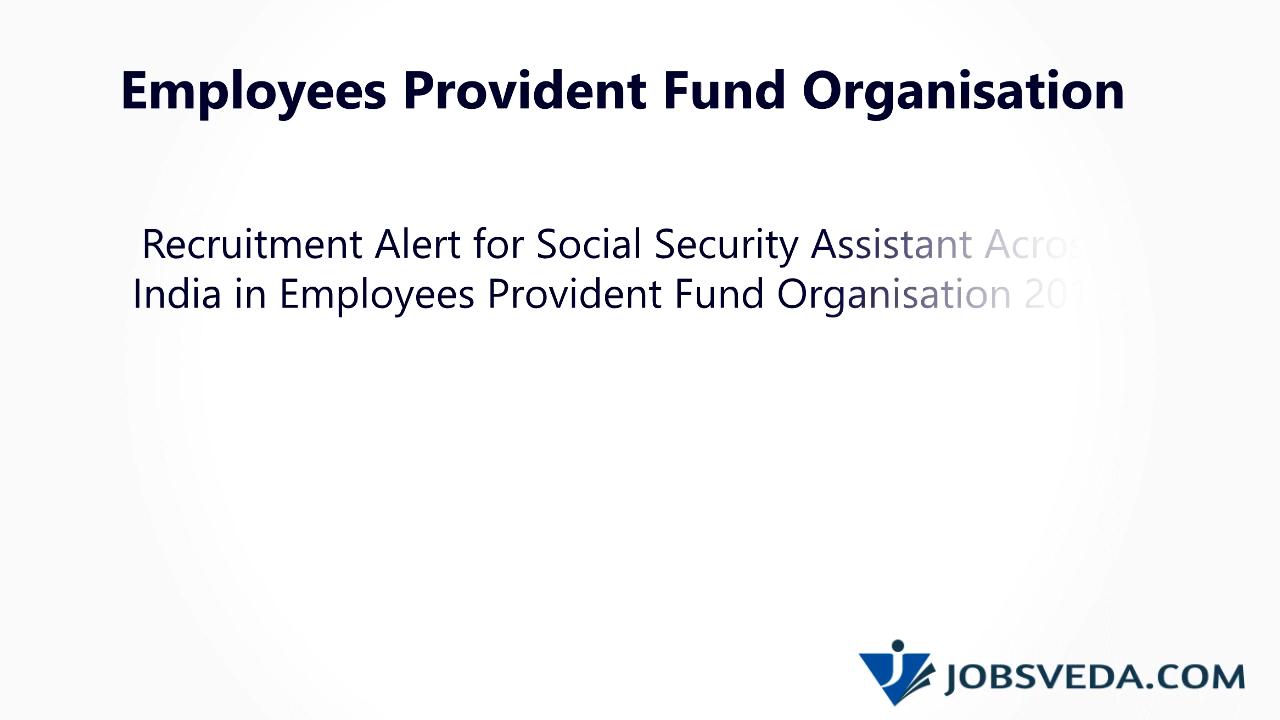 Employees Provident Fund Organisation
Recruitment Alert for Social Security Assistant
India in Employees Provident Fund Organisation
JOBSVEDA.COM